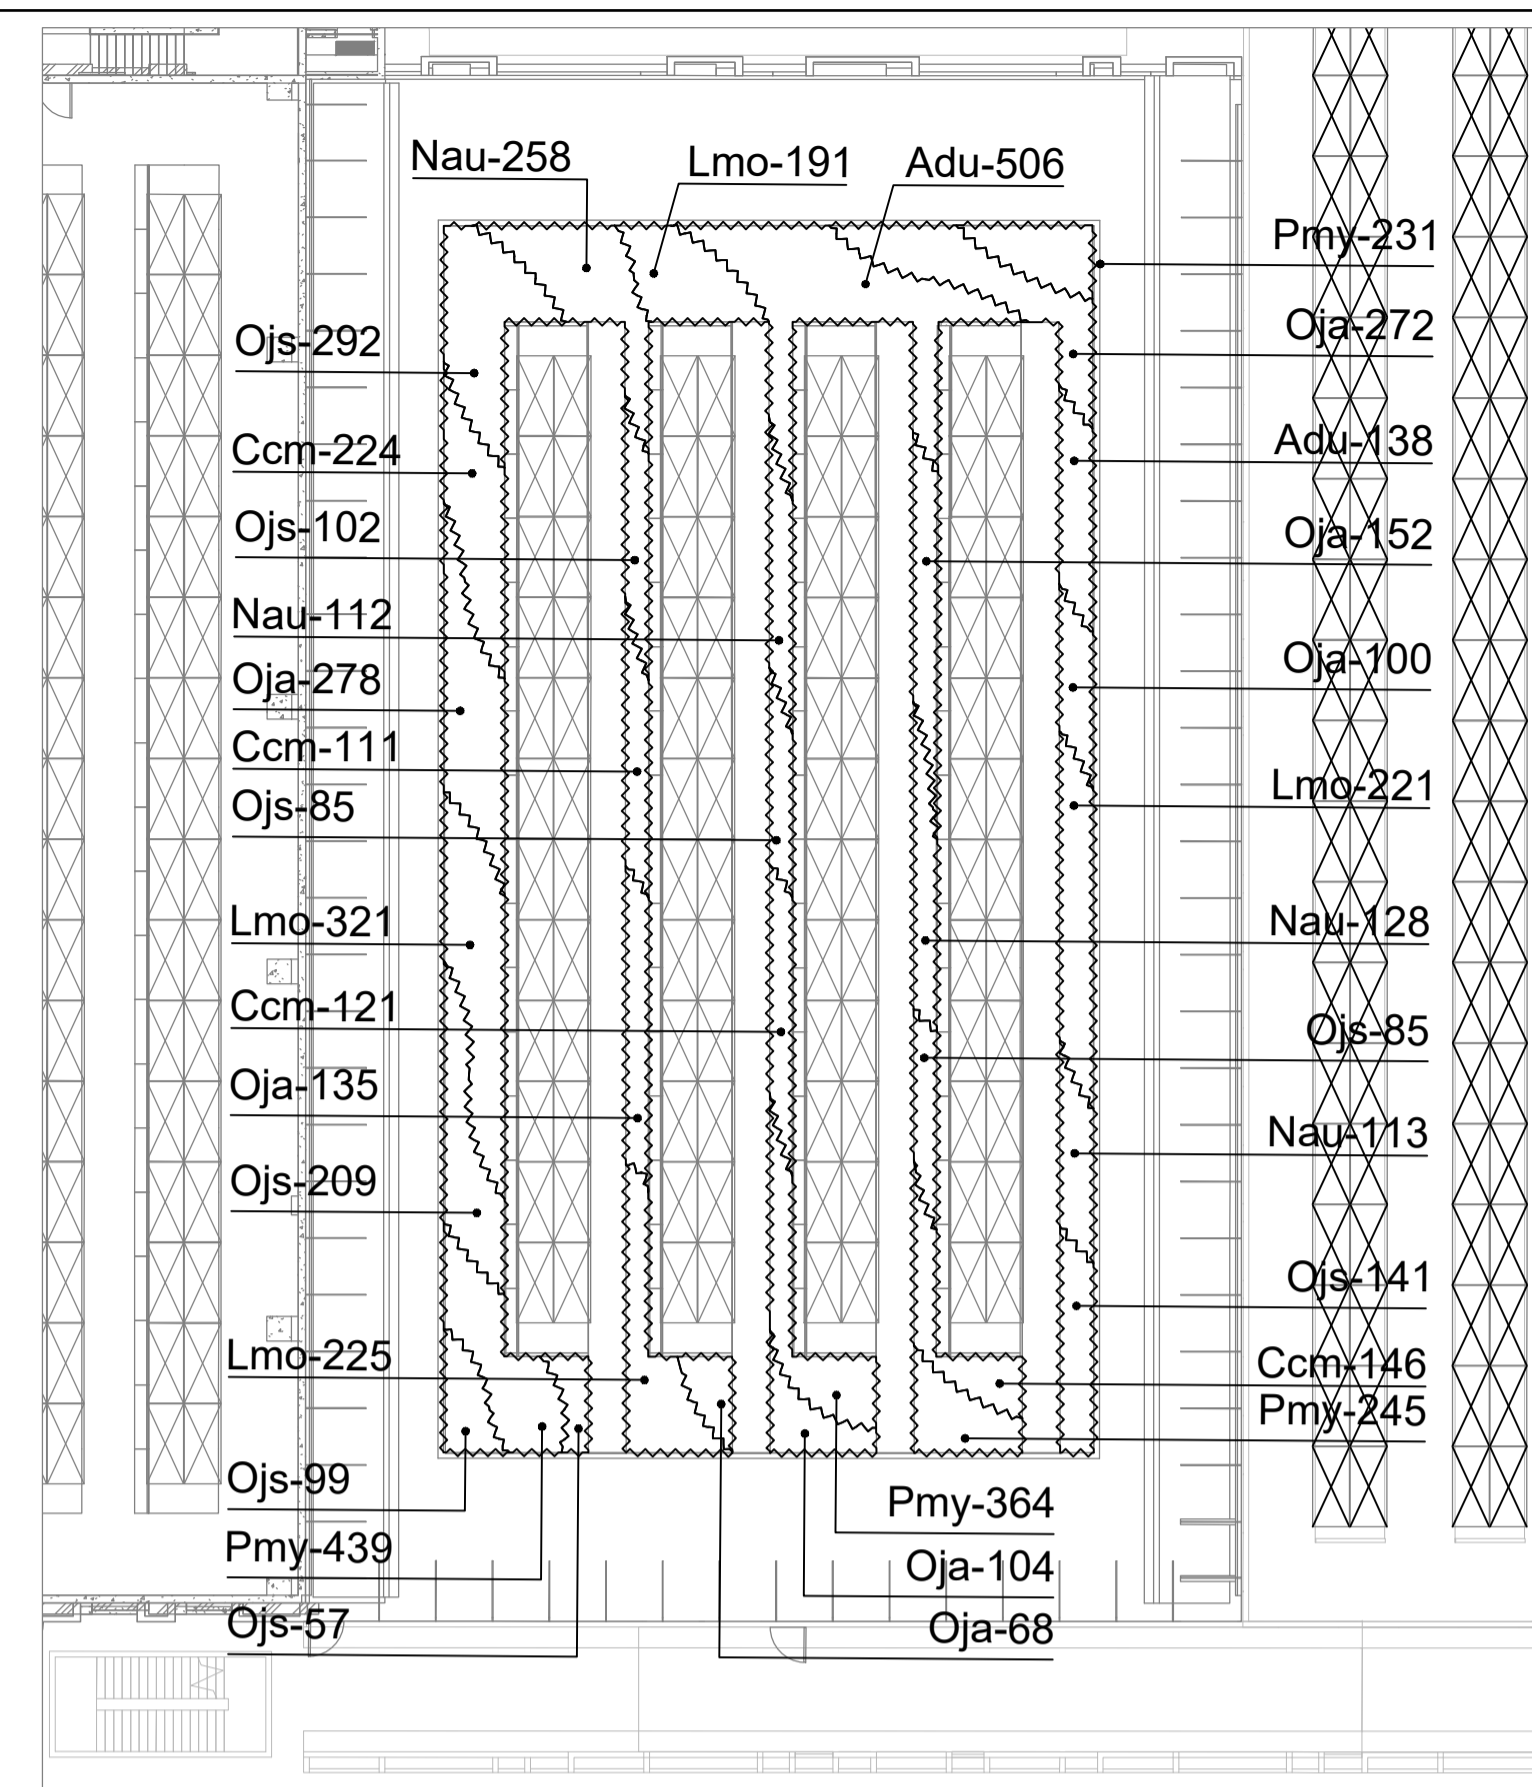 Nau-258
Lmo-191
Adu-506
Pmy-231
Ojs-292
Oja-272
Ccm-224
Adu-138
Ojs-102
Oja-152
Nau-112
Oja-278
Oja-100
Ccm-111
Ojs-85
Lmo-221
Lmo-321
Nau-128
Ccm-121
Ojs-85
Oja-135
Nau-113
Ojs-209
Ojs-141
Lmo-225
Ccm-146
Pmy-245
Ojs-99
Pmy-364
Pmy-439
Oja-104
Ojs-57
Oja-68